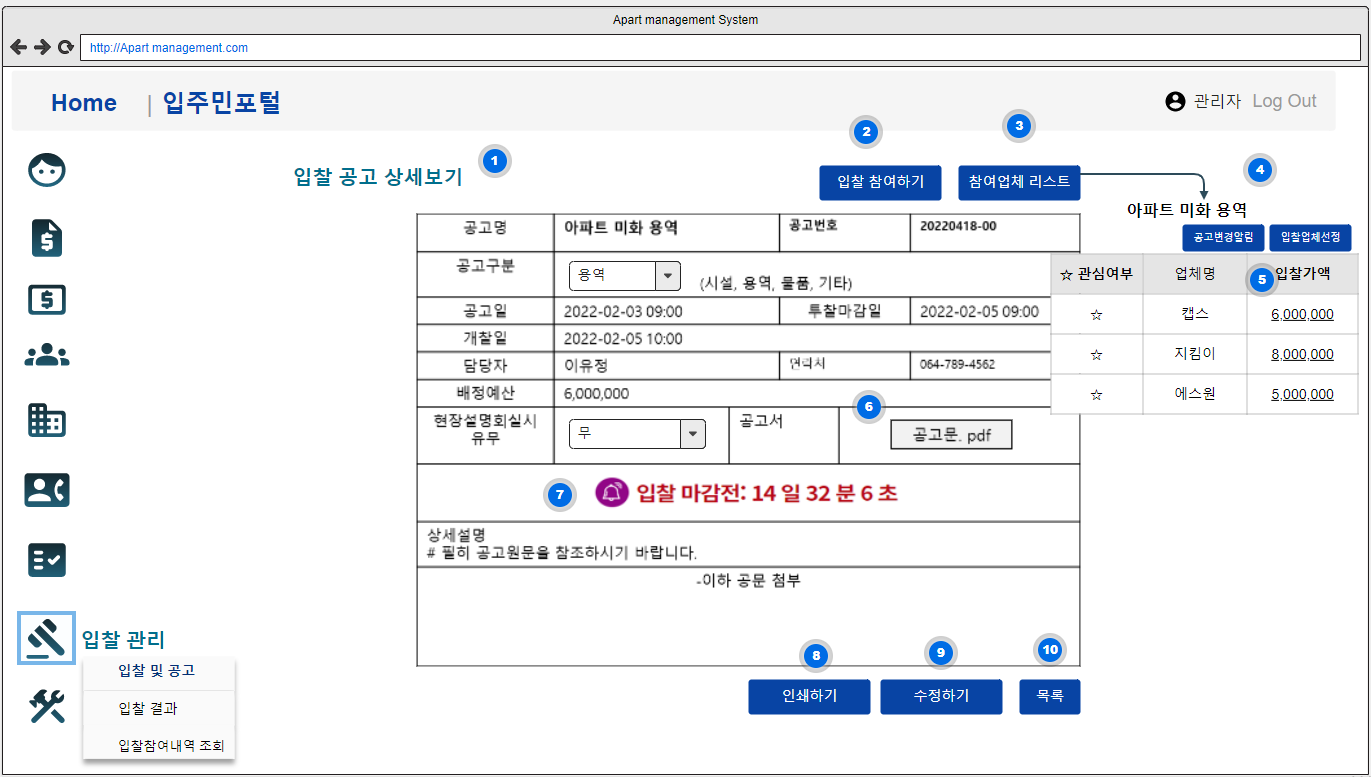 Apart management System
http://Apart management.com
Home | 입주민포털 관리자 Log Out
입찰 공고 상세보기 1
2 3 4
입찰 참여하기 참여업체 리스트
아파트 미화 용역
공고변경알림 입찰업체선정
☆ 관심여부 업체명 5 입찰가액
☆ 캡스 6,000,000
☆ 지킴이 8,000,000
☆ 에스원 5,000,000
공고명 아파트 미화 용역 공고번호 20220418-00
공고구분 용역 (시설, 용역, 물품, 기타)
공고일 2022-02-03 09:00 투찰마감일 2022-02-05 09:00
개찰일 2022-02-05 10:00
담당자 이유정 연락처 064-789-4562
배정예산 6,000,000
현장설명회실시
유무 무 공고서 6 공고문. pdf
7 입찰 마감전: 14 일 32 분 6 초
상세설명
# 필히 공고원문을 참조하시기 바랍니다.
-이하 공문 첨부
8 9 10
인쇄하기 수정하기 목록
입찰 관리
입찰 및 공고
입찰 결과
입찰참여내역 조회